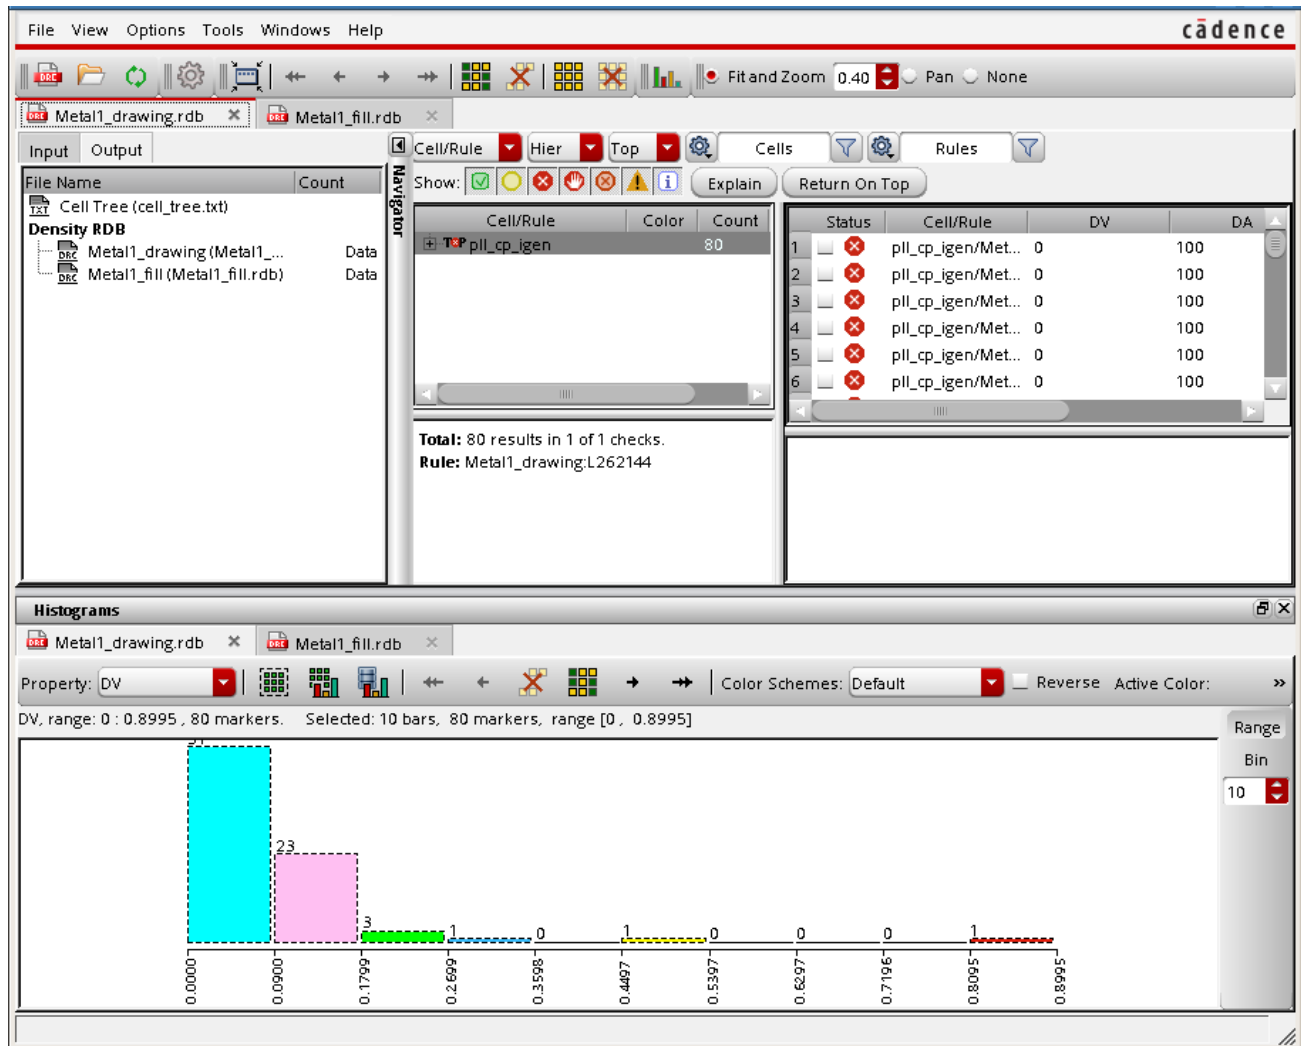 File View Options Tools Windows Help cādence
Fit and Zoom 0.40 Pan None
Metal1_drawing.rdb Metal1_fill.rdb
Input Output
File Name Count
Cell Tree (cell_tree.txt)
Density RDB
Metal1_drawing (Metal1_... Data
Metal1_fill (Metal1_fill.rdb) Data
Navigator
Cell/Rule Hier Top Cells Rules
Show: Explain Return On Top
Cell/Rule Color Count
pll_cp_igen 80
Total: 80 results in 1 of 1 checks.
Rule: Metal1_drawing:L262144
Status Cell/Rule DV DA
1 pll_cp_igen/Met... 0 100
2 pll_cp_igen/Met... 0 100
3 pll_cp_igen/Met... 0 100
4 pll_cp_igen/Met... 0 100
5 pll_cp_igen/Met... 0 100
6 pll_cp_igen/Met... 0 100
Histograms
Metal1_drawing.rdb Metal1_fill.rdb
Property: DV Color Schemes: Default Reverse Active Color: »
DV, range: 0 : 0.8995 , 80 markers. Selected: 10 bars, 80 markers, range [0 , 0.8995]
Range
Bin
10
23
3 1 0 1 0 0 0 1
0.0000 0.0900 0.1799 0.2699 0.3598 0.4497 0.5397 0.6297 0.7196 0.8095 0.8995